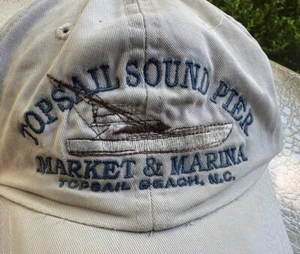 TOPSAIL SOUND PIER
MARKET & MARINA
TOPSAIL BEACH, N.C.